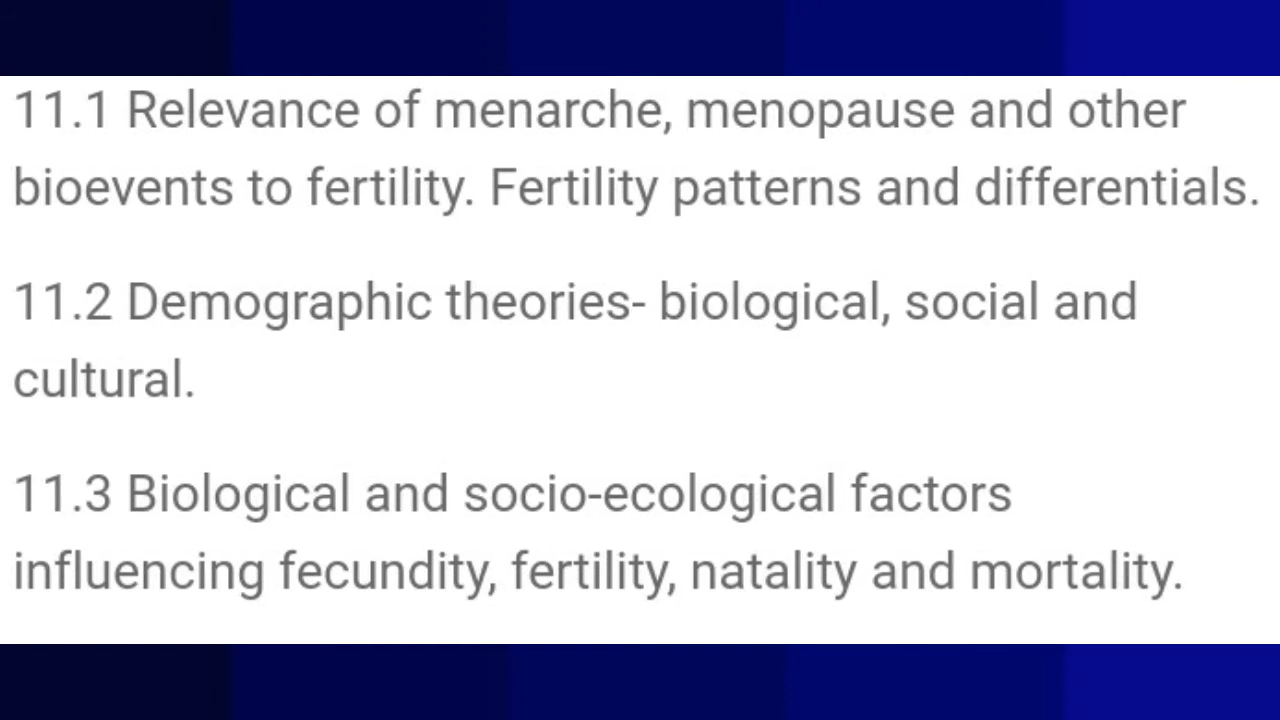 11.1 Relevance of menarche, menopause and other
bioevents to fertility. Fertility patterns and differentials.
11.2 Demographic theories- biological, social and
cultural.
11.3 Biological and socio-ecological factors
influencing fecundity, fertility, natality and mortality.